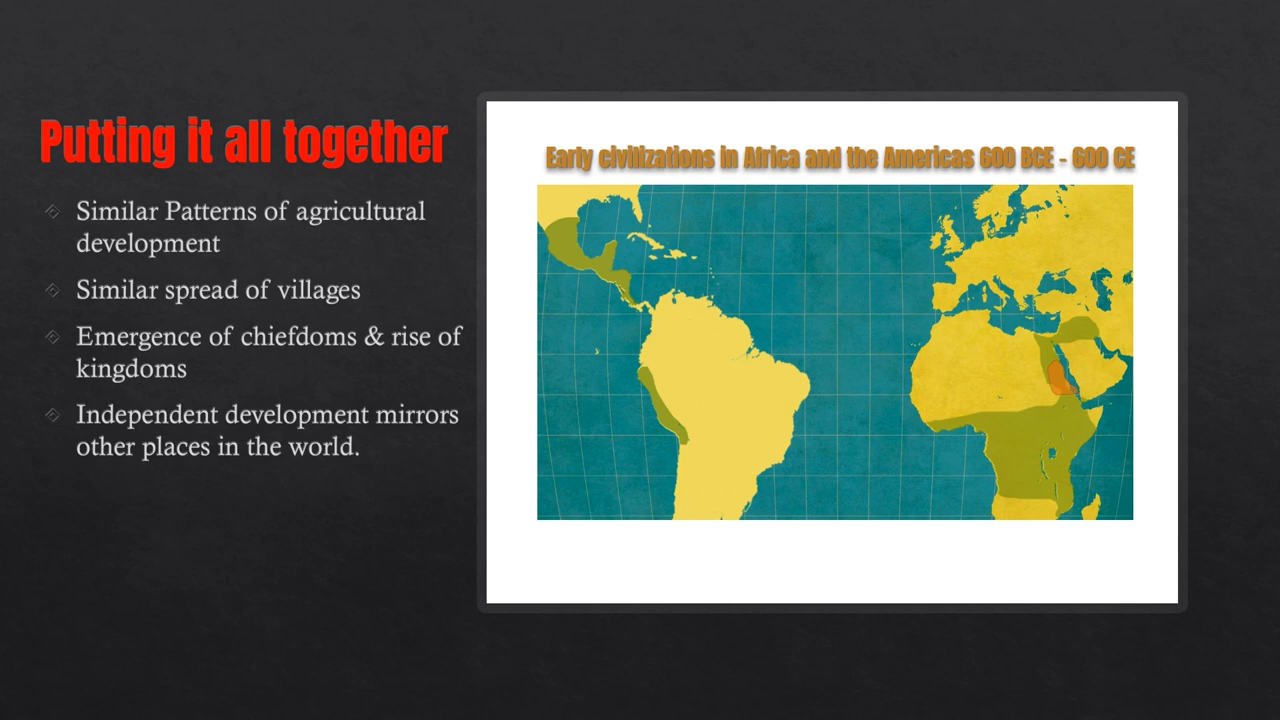 Putting it all together
Similar Patterns of agricultural
development
Similar spread of villages
Emergence of chiefdoms & rise of
kingdoms
Independent development mirrors
other places in the world.
Early civilizations in Africa and the Americas 600 BCE - 600 CE